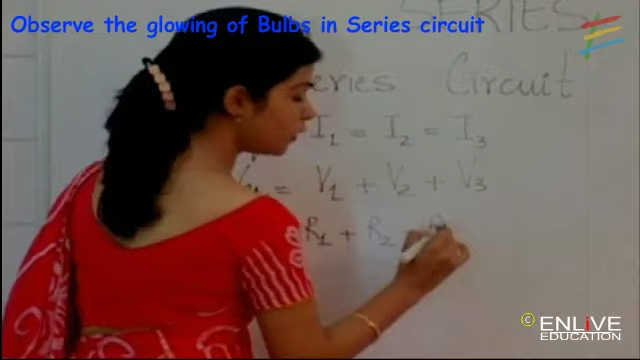 Observe the glowing of Bulbs in Series circuit
SERIES
eries Circuit
I₁ = I₂ = I₃
= V₁ + V₂ + V₃
R₁ + R₂
© ENLIVE
EDUCATION